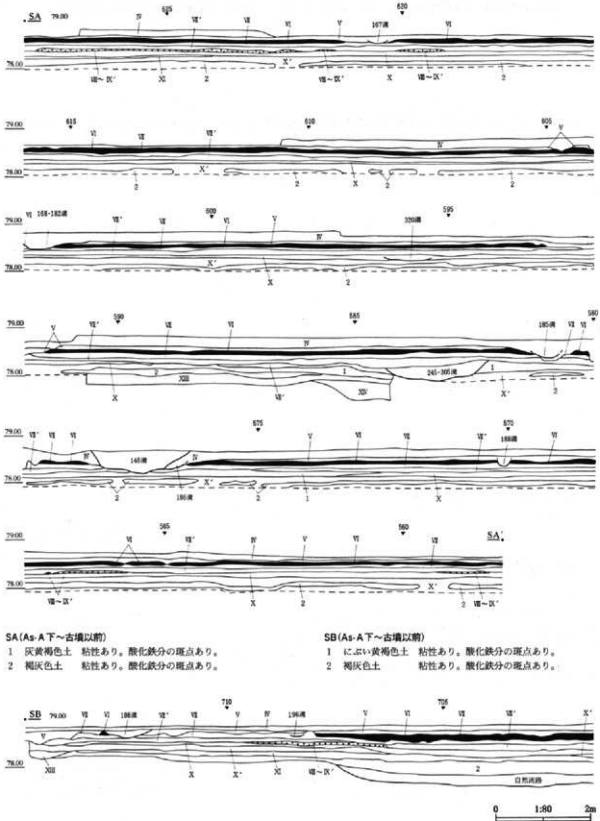 SA 79.00 Ⅳ 625 Ⅶ' Ⅶ Ⅵ Ⅴ 167溝 620 Ⅵ
78.00 Ⅷ～Ⅸ' Ⅺ 2 Ⅹ' Ⅷ～Ⅸ' 2 Ⅷ～Ⅸ' 2
79.00 615 Ⅵ Ⅶ Ⅶ' 610 Ⅳ 605 Ⅴ
78.00 2 Ⅹ' 2 Ⅹ 2 2
79.00 Ⅵ 168・182溝 Ⅶ' Ⅶ 600 Ⅵ Ⅴ Ⅳ 320溝 595
78.00 Ⅹ' Ⅹ 2
79.00 Ⅴ Ⅶ' 590 Ⅶ Ⅵ Ⅳ 585 185溝 Ⅶ Ⅵ 580
78.00 Ⅹ 2 ⅩⅢ Ⅶ' 1 ⅩⅣ 245・305溝 1 Ⅹ' 2
79.00 Ⅶ' Ⅶ Ⅵ Ⅳ 145溝 Ⅳ 575 Ⅴ Ⅵ Ⅶ Ⅶ' 570 188溝 Ⅵ
78.00 2 186溝 Ⅹ' 2 1 Ⅹ
79.00 Ⅵ 565 Ⅶ' Ⅳ Ⅴ Ⅵ 560 Ⅶ SA'
78.00 Ⅷ～Ⅸ' Ⅹ 2 Ⅹ' 2 Ⅷ～Ⅸ'
SA(As-A下～古墳以前)
1 灰黄褐色土 粘性あり。酸化鉄分の斑点あり。
2 褐灰色土 粘性あり。酸化鉄分の斑点あり。
SB(As-A下～古墳以前)
1 にぶい黄褐色土 粘性あり。酸化鉄分の斑点あり。
2 褐灰色土 粘性あり。酸化鉄分の斑点あり。
SB 79.00 Ⅴ Ⅶ Ⅵ 186溝 Ⅶ' 710 Ⅶ Ⅴ Ⅳ 196溝 Ⅴ 705 Ⅵ Ⅶ Ⅶ' Ⅹ'
78.00 ⅩⅢ Ⅹ Ⅹ' Ⅺ Ⅷ～Ⅸ' 2
自然流路
0 1:80 2m